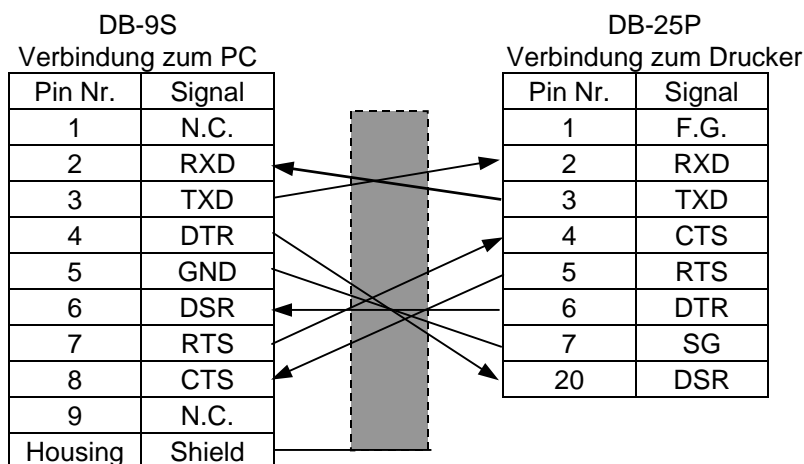 DB-9S
Verbindung zum PC
Pin Nr. Signal
1 N.C.
2 RXD
3 TXD
4 DTR
5 GND
6 DSR
7 RTS
8 CTS
9 N.C.
Housing Shield
DB-25P
Verbindung zum Drucker
Pin Nr. Signal
1 F.G.
2 RXD
3 TXD
4 CTS
5 RTS
6 DTR
7 SG
20 DSR